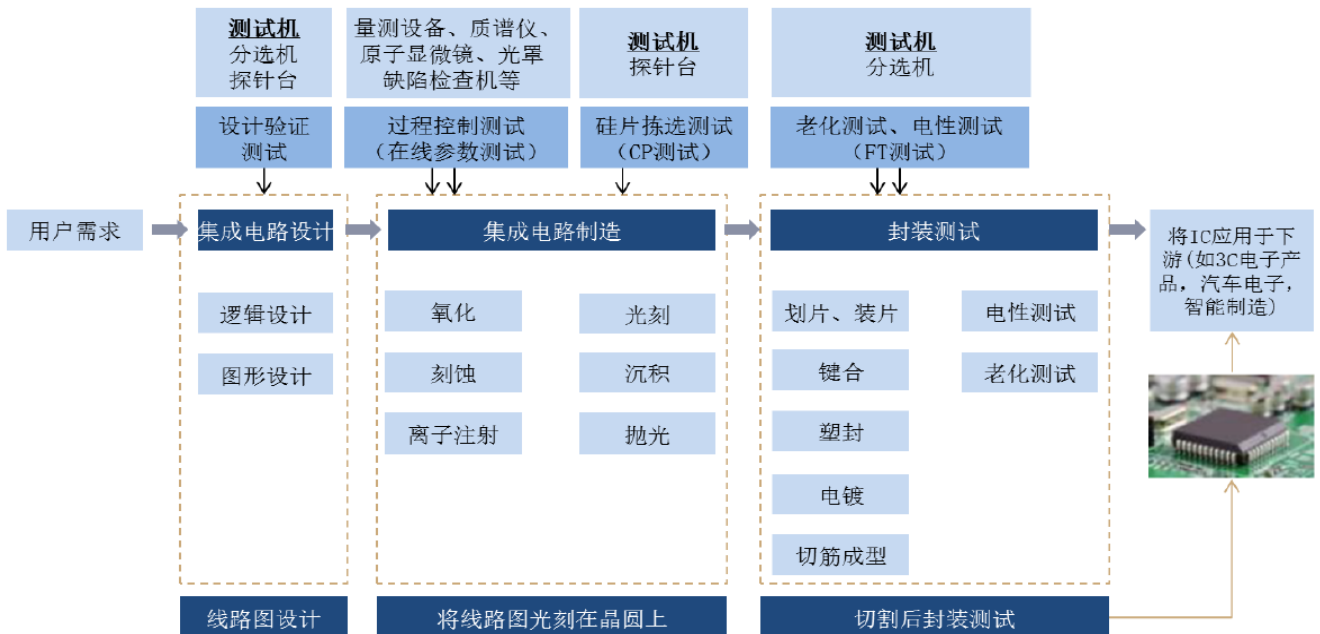 测试机
分选机
探针台
量测设备、质谱仪、
原子显微镜、光罩
缺陷检查机等
测试机
探针台
测试机
分选机
设计验证
测试
过程控制测试
（在线参数测试）
硅片拣选测试
（CP测试）
老化测试、电性测试
（FT测试）
用户需求
集成电路设计
集成电路制造
封装测试
将IC应用于下
游(如3C电子产
品，汽车电子，
智能制造)
逻辑设计
图形设计
氧化
光刻
刻蚀
沉积
离子注射
抛光
划片、装片
电性测试
键合
老化测试
塑封
电镀
切筋成型
线路图设计
将线路图光刻在晶圆上
切割后封装测试